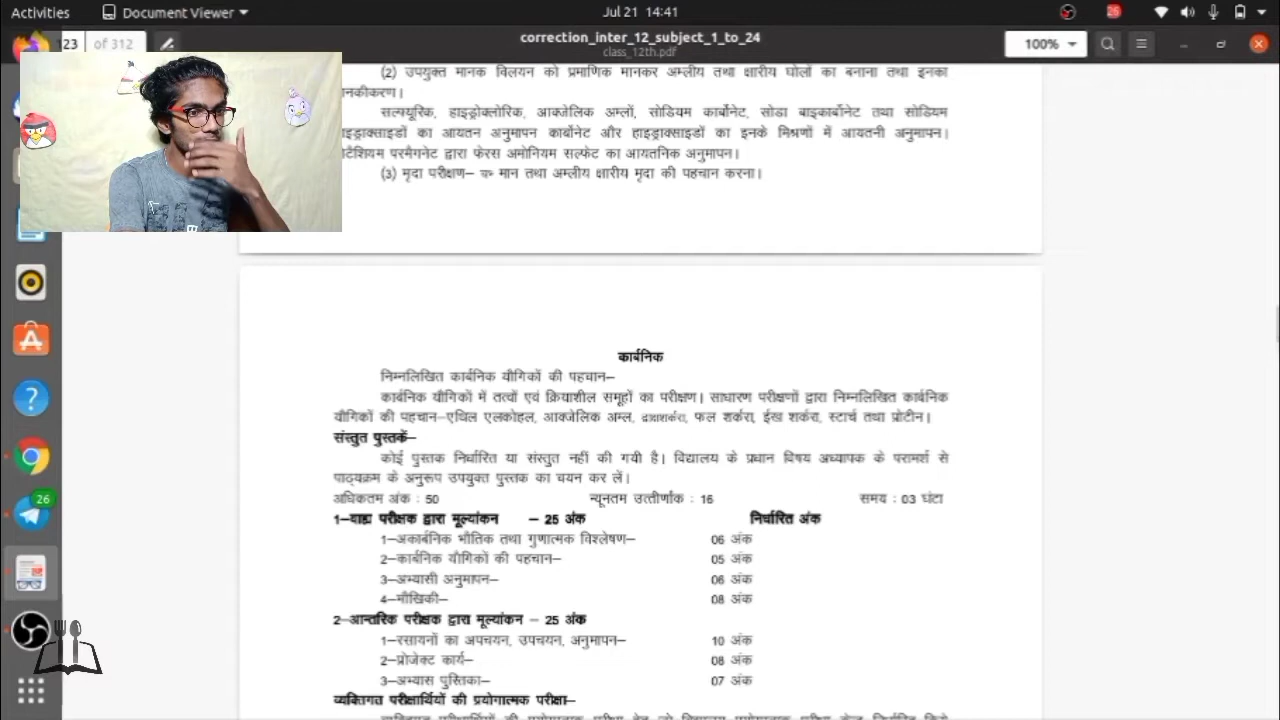 Activities
Document Viewer
Jul 21 14:41
26
123 of 312
correction_inter_12_subject_1_to_24
class_12th.pdf
100%
(2) उपयुक्त मानक विलयन को प्रमाणिक मानकर अम्लीय तथा क्षारीय घोलों का बनाना तथा इनका
नकीकरण।
सल्फ्यूरिक, हाइड्रोक्लोरिक, आक्जेलिक अम्लों, सोडियम कार्बोनेट, सोडा बाइकार्बोनेट तथा सोडियम
इड्राक्साइडों का आयतन अनुमापन कार्बोनेट और हाइड्राक्साइडों का इनके मिश्रणों में आयतनी अनुमापन।
टैशियम परमैगनेट द्वारा फेरस अमोनियम सल्फेट का आयतनिक अनुमापन।
(3) मृदा परीक्षण– मान तथा अम्लीय क्षारीय मृदा की पहचान करना।
कार्बनिक
निम्नलिखित कार्बनिक यौगिकों की पहचान–
कार्बनिक यौगिकों में तत्वों एवं क्रियाशील समूहों का परीक्षण। साधारण परीक्षणों द्वारा निम्नलिखित कार्बनिक
यौगिकों की पहचान–एथिल एलकोहल, आक्जेलिक अम्ल, द्राक्षाशर्करा, फल शर्करा, ईख शर्करा, स्टार्च तथा प्रोटीन।
संस्तुत पुस्तकें–
कोई पुस्तक निर्धारित या संस्तुत नहीं की गयी है। विद्यालय के प्रधान विषय अध्यापक के परामर्श से
पाठ्यक्रम के अनुरूप उपयुक्त पुस्तक का चयन कर लें।
अधिकतम अंक : 50 न्यूनतम उत्तीर्णांक : 16 समय : 03 घंटा
1–वाह्य परीक्षक द्वारा मूल्यांकन – 25 अंक निर्धारित अंक
1–अकार्बनिक भौतिक तथा गुणात्मक विश्लेषण– 06 अंक
2–कार्बनिक यौगिकों की पहचान– 05 अंक
3–अभ्यासी अनुमापन– 06 अंक
4–मौखिकी– 08 अंक
26
2–आन्तरिक परीक्षक द्वारा मूल्यांकन – 25 अंक
1–रसायनों का अपचयन, उपचयन, अनुमापन– 10 अंक
2–प्रोजेक्ट कार्य– 08 अंक
3–अभ्यास पुस्तिका– 07 अंक
व्यक्तिगत परीक्षार्थियों की प्रयोगात्मक परीक्षा–